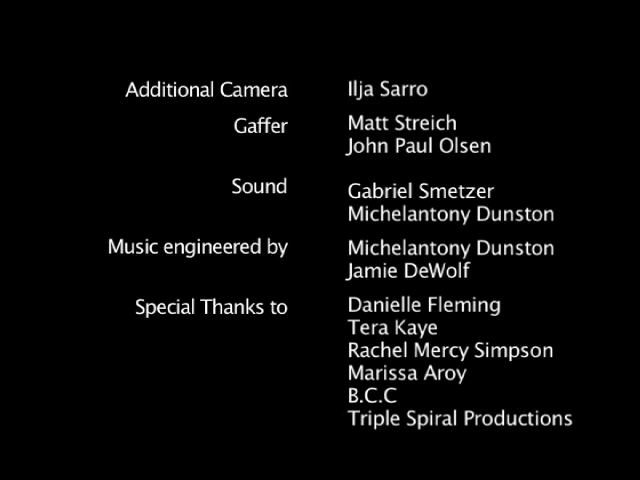 Additional Camera Ilja Sarro
Gaffer Matt Streich
John Paul Olsen
Sound Gabriel Smetzer
Michelantony Dunston
Music engineered by Michelantony Dunston
Jamie DeWolf
Special Thanks to Danielle Fleming
Tera Kaye
Rachel Mercy Simpson
Marissa Aroy
B.C.C
Triple Spiral Productions